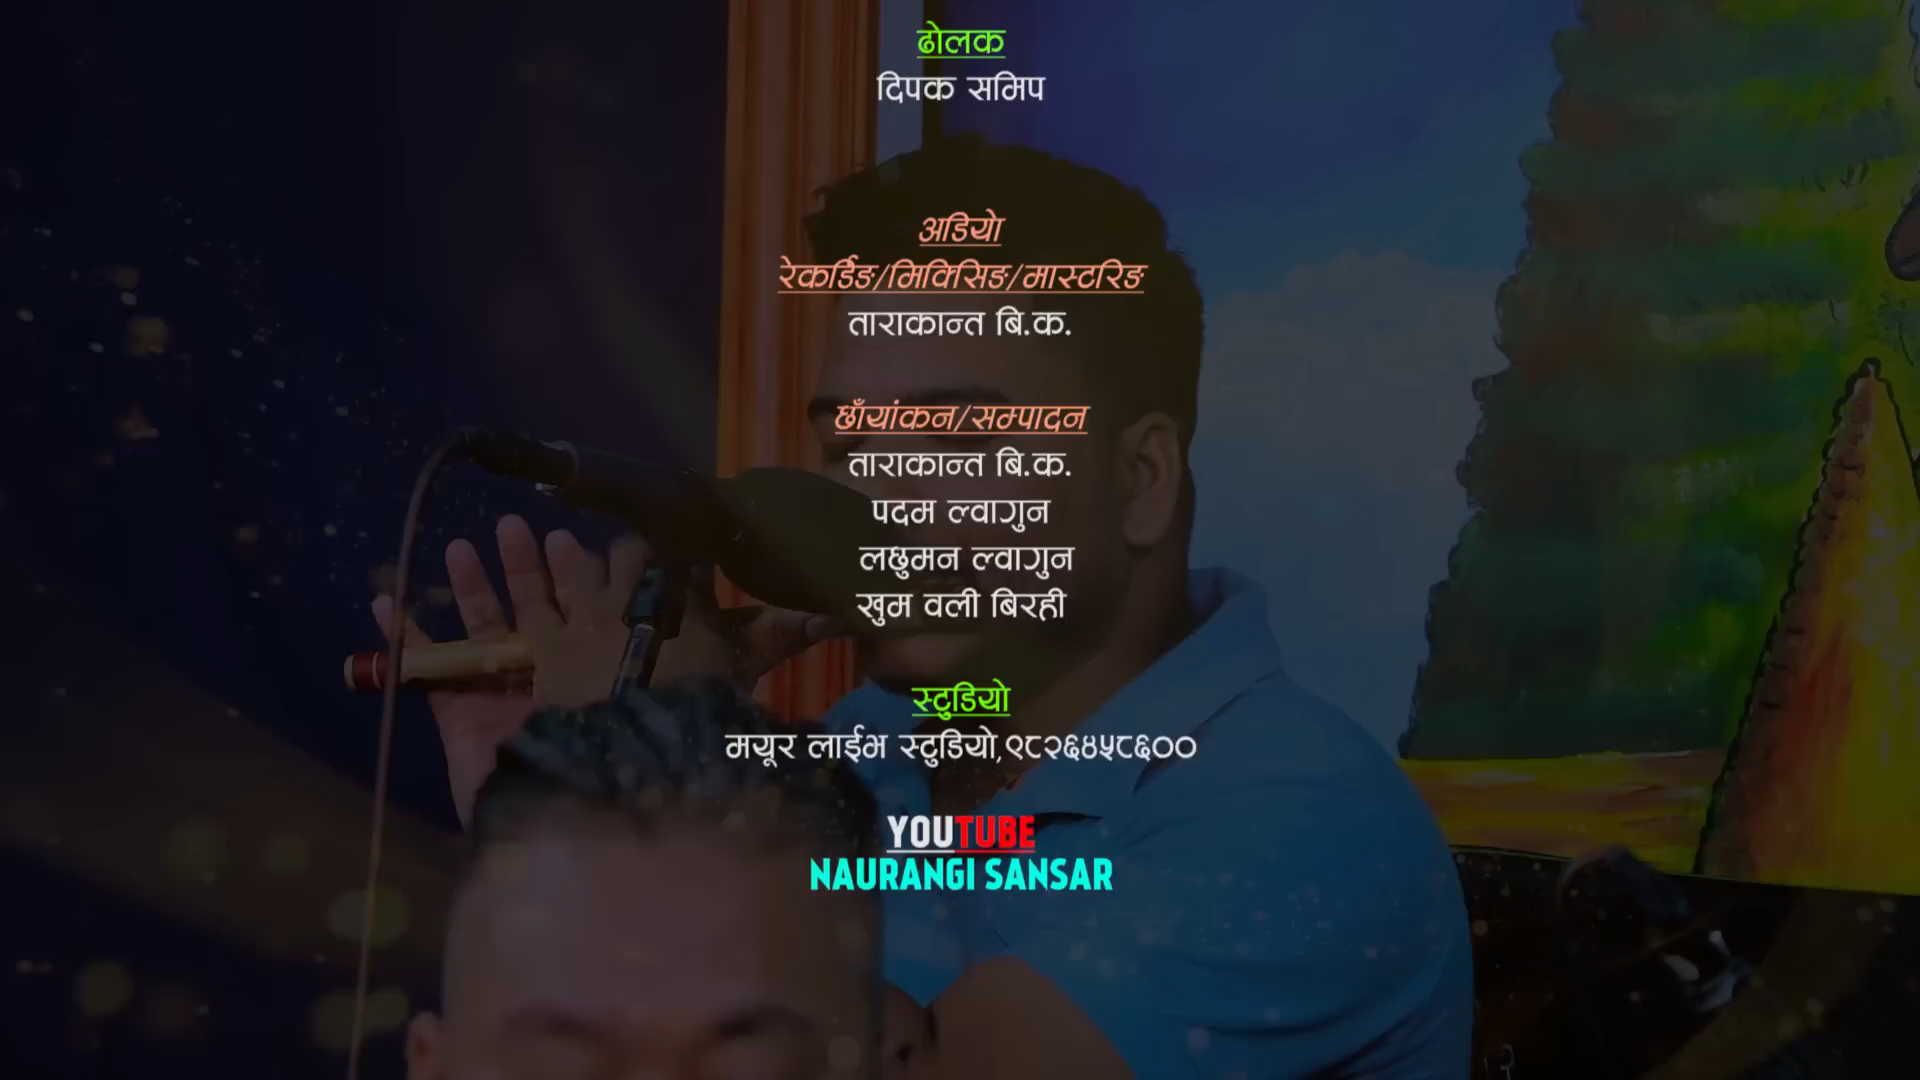 ढोलक
दिपक समिप
अडियो
रेकर्डिङ/मिक्सिङ/मास्टरिङ
ताराकान्त बि.क.
छाँयांकन/सम्पादन
ताराकान्त बि.क.
पदम ल्वागुन
लछुमन ल्वागुन
खुम वली बिरही
स्टुडियो
मयूर लाईभ स्टुडियो,९८२६४५८६००
YOUTUBE
NAURANGI SANSAR